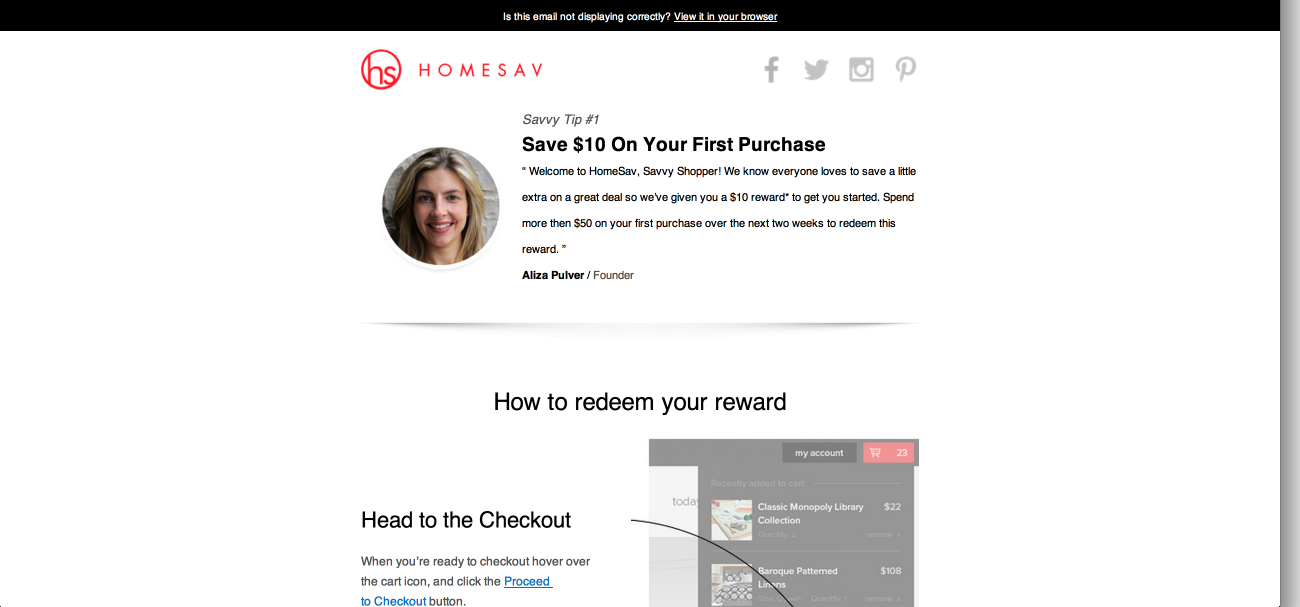 Is this email not displaying correctly? View it in your browser
hs HOMESAV
Savvy Tip #1
Save $10 On Your First Purchase
“ Welcome to HomeSav, Savvy Shopper! We know everyone loves to save a little
extra on a great deal so we've given you a $10 reward* to get you started. Spend
more then $50 on your first purchase over the next two weeks to redeem this
reward. ”
Aliza Pulver / Founder
How to redeem your reward
my account 23
Recently added to cart
today
Classic Monopoly Library $22
Collection
Quantity: 2 remove x
Baroque Patterned $108
Linens
Quantity: 1 remove x
Head to the Checkout
When you're ready to checkout hover over
the cart icon, and click the Proceed
to Checkout button.